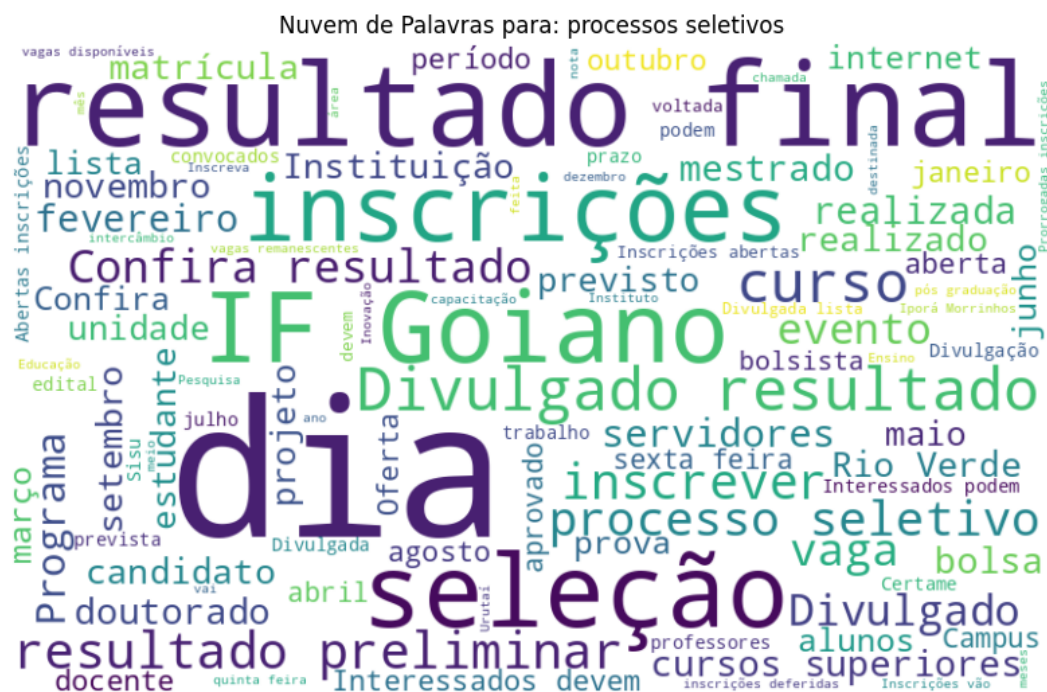 Nuvem de Palavras para: processos seletivos
vagas disponíveis
matrícula
período
nota
outubro
internet
chamada
resultado final
mês
área
voltada
podem
Abertas inscrições
lista
convocados
Inscreva
Instituição
prazo
dezembro
mestrado
destinada
janeiro
Prorrogadas inscrições
novembro
fevereiro
inscrições
feita
realizada
realizado
intercâmbio
vagas remanescentes
Inscrições abertas
Confira resultado
previsto
curso
aberta
junho
Confira
Inovação
capacitação
Instituto
pós graduação
unidade
IF Goiano
devem
Divulgada lista
Iporá Morrinhos
evento
Educação
edital
Pesquisa
bolsista
Ensino
Divulgação
Divulgado resultado
setembro
Sisu
meio
estudante
julho
ano
projeto
Oferta
dia
trabalho
servidores
maio
março
Programa
sexta feira
Rio Verde
inscrever
Interessados podem
aprovado
processo seletivo
prevista
Divulgada
agosto
prova
vaga
bolsa
candidato
vai
abril
Urutaí
seleção
Certame
doutorado
Divulgado
resultado preliminar
professores
alunos
Campus
docente
quinta feira
Interessados devem
cursos superiores
inscrições deferidas
Inscrições vão
meses